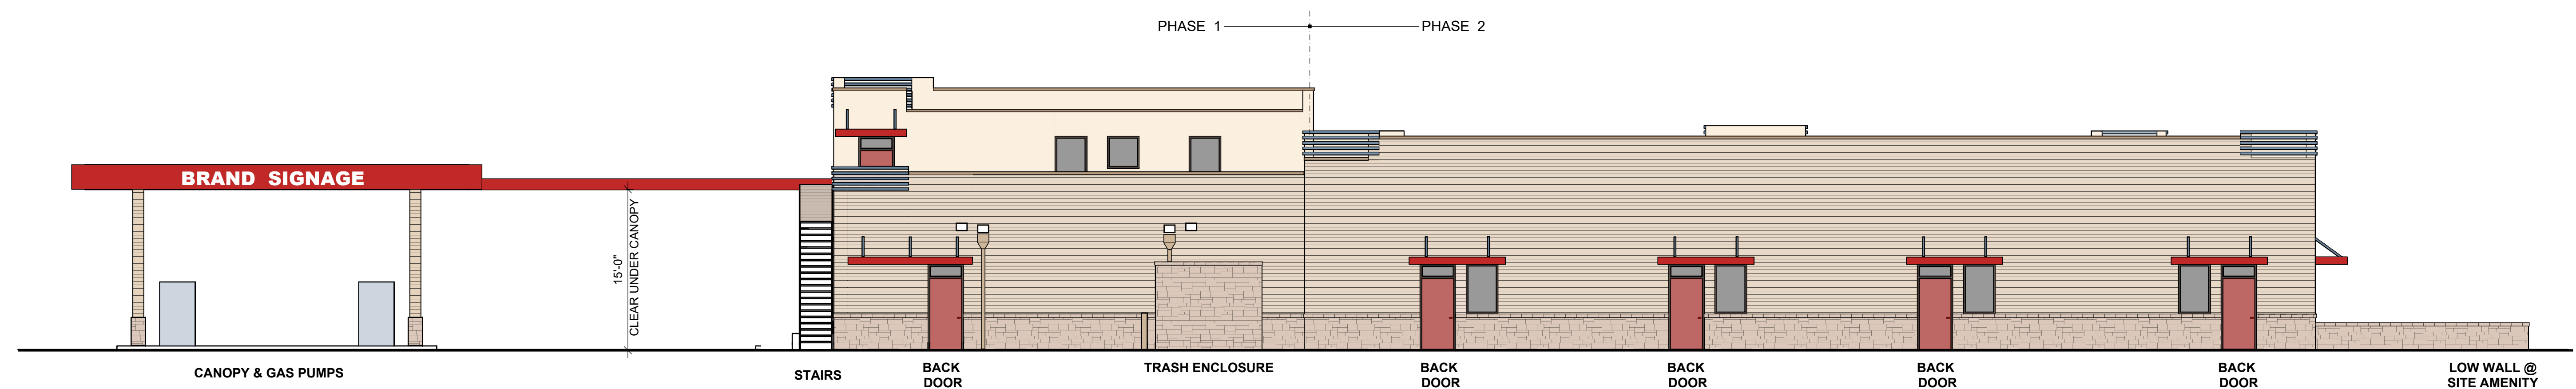 PHASE 1
PHASE 2
BRAND SIGNAGE
15'-0"
CLEAR UNDER CANOPY
CANOPY & GAS PUMPS
STAIRS
BACK
DOOR
TRASH ENCLOSURE
BACK
DOOR
BACK
DOOR
BACK
DOOR
BACK
DOOR
LOW WALL @
SITE AMENITY